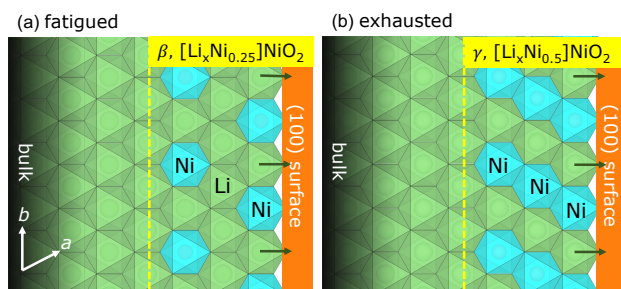 (a) fatigued
β, [LiₓNi₀.₂₅]NiO₂
bulk
Ni
Li
Ni
(100) surface
b
a
(b) exhausted
γ, [LiₓNi₀.₅]NiO₂
bulk
Ni
Ni
Ni
(100) surface